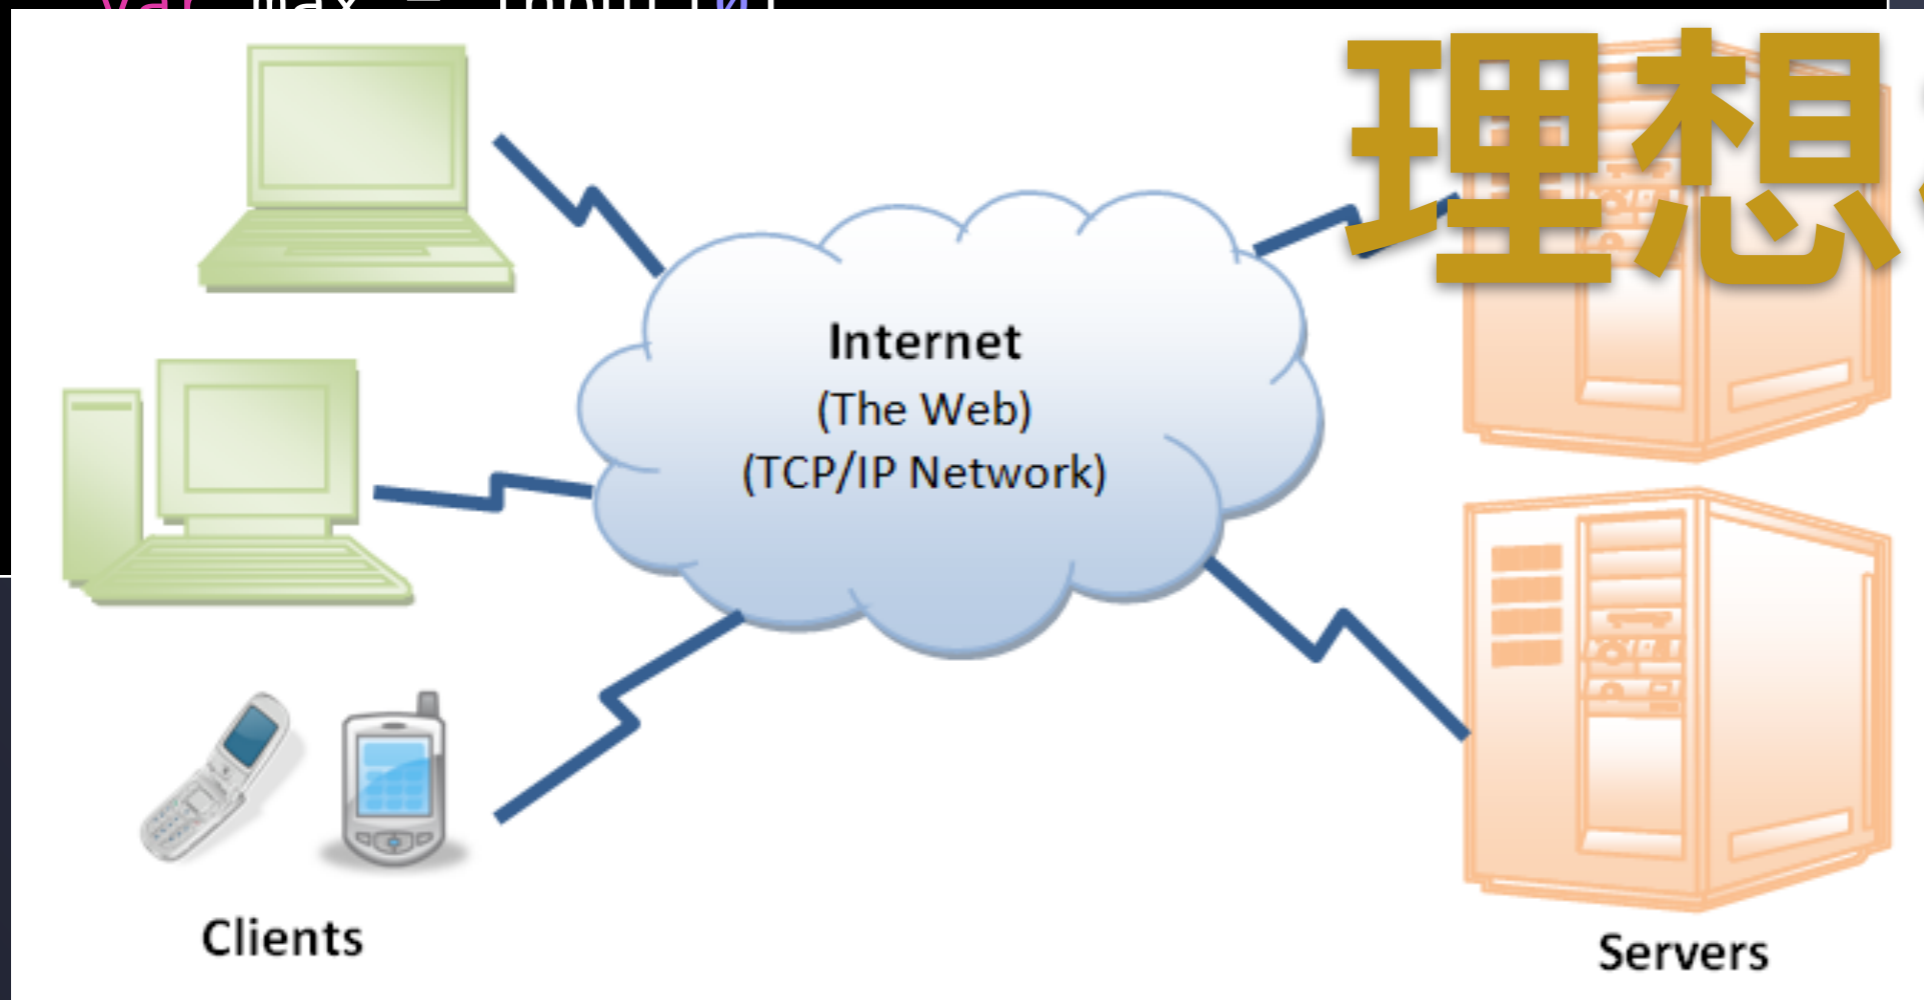 理想
Internet
(The Web)
(TCP/IP Network)
Clients
Servers